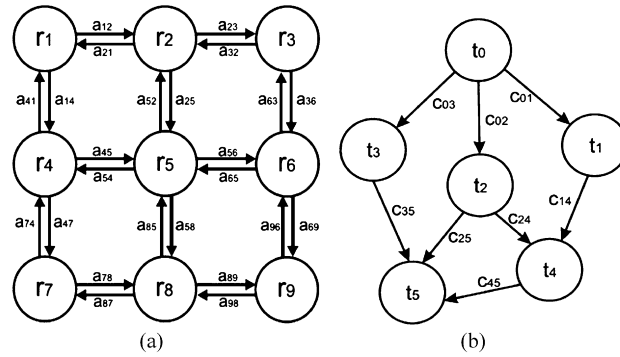 r1 a12 r2 a23 r3
a21 a32
a41 a14 a52 a25 a63 a36
r4 a45 r5 a56 r6
a54 a65
a74 a47 a85 a58 a96 a69
r7 a78 r8 a89 r9
a87 a98
(a)
t0
c03 c02 c01
t3 t1
t2
c35 c25 c24 c14
t4
t5 c45
(b)